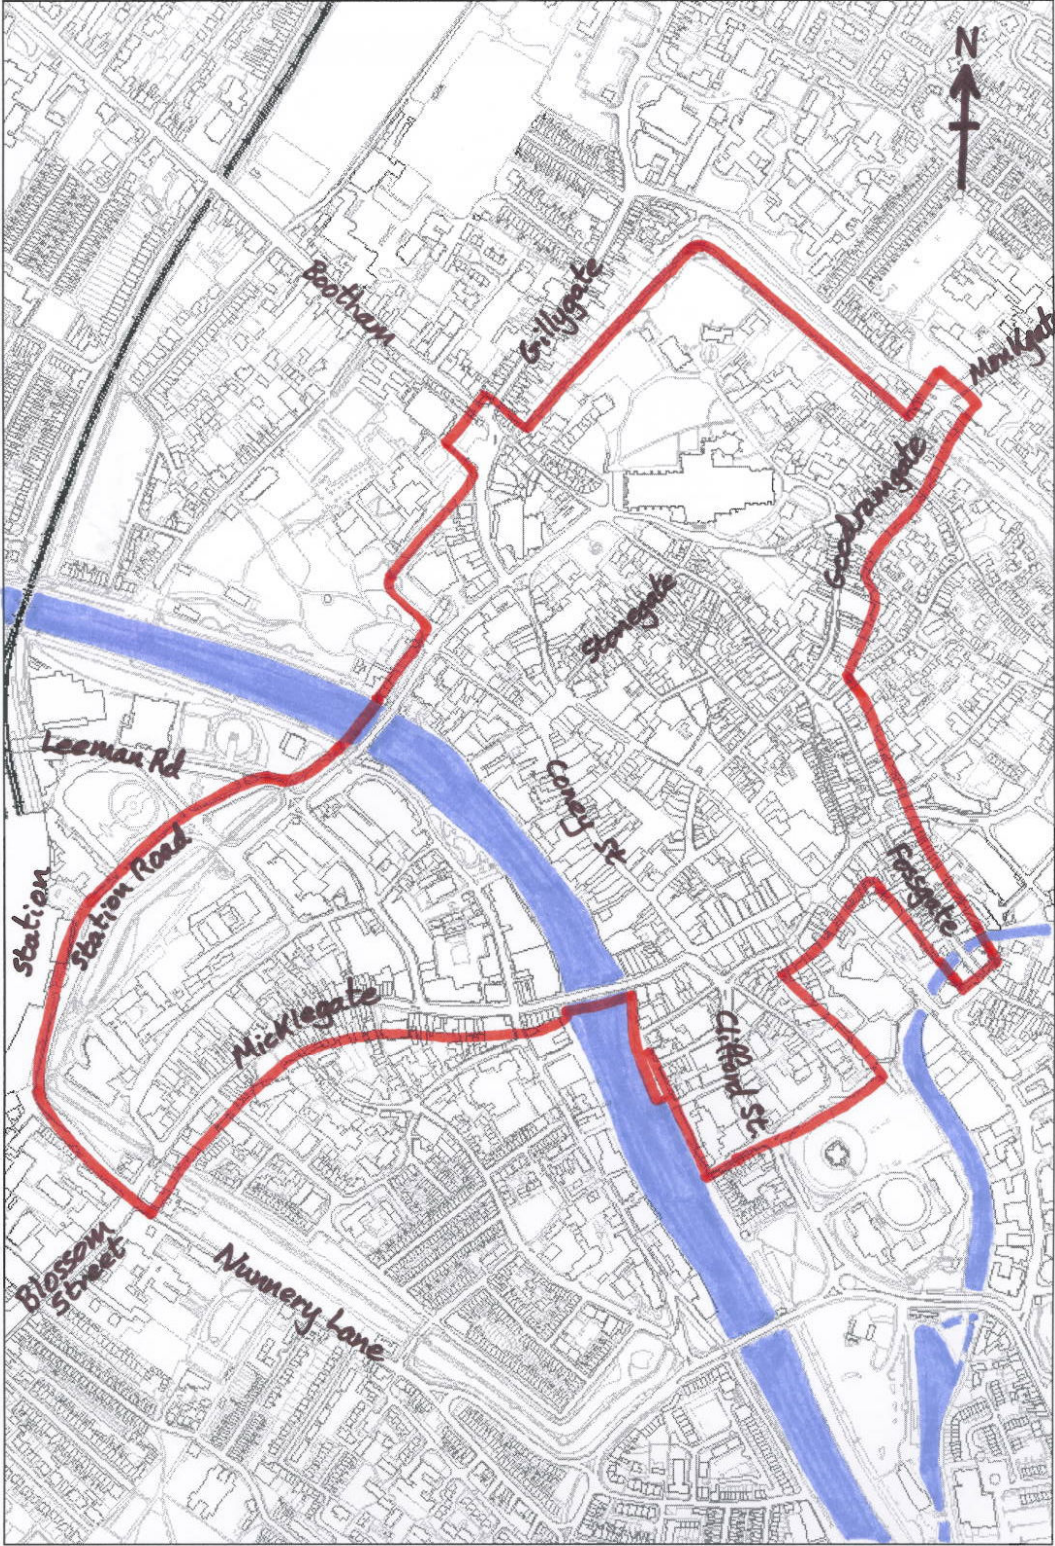 N
Bootham
Gillygate
Monkgate
Goodramgate
Stonegate
Leeman Rd
Coney St
Station Road
Station
Fossgate
Micklegate
Clifford St.
Blossom
Street
Nunnery Lane